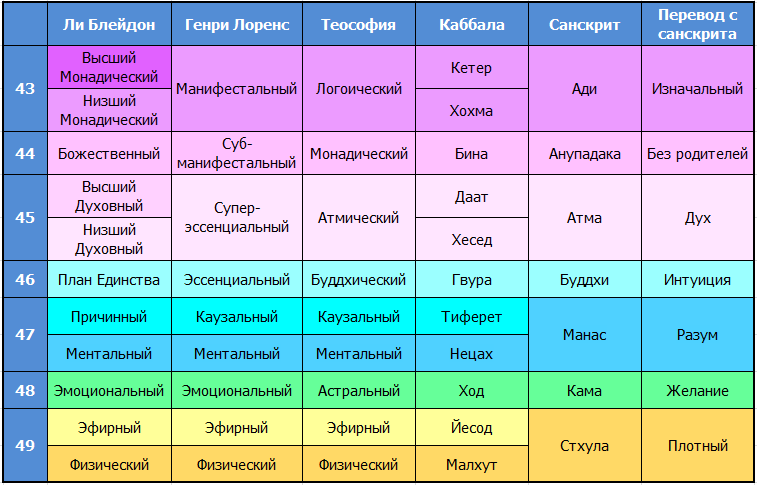 Ли Блейдон Генри Лоренс Теософия Каббала Санскрит Перевод с санскрита
43
Высший Монадический
Низший Монадический
Манифестальный
Логоический
Кетер
Хохма
Ади
Изначальный
44
Божественный
Суб-манифестальный
Монадический
Бина
Анупадака
Без родителей
45
Высший Духовный
Низший Духовный
Супер-эссенциальный
Атмический
Даат
Хесед
Атма
Дух
46
План Единства
Эссенциальный
Буддхический
Гвура
Буддхи
Интуиция
47
Причинный
Каузальный
Каузальный
Тиферет
Ментальный
Ментальный
Ментальный
Нецах
Манас
Разум
48
Эмоциональный
Эмоциональный
Астральный
Ход
Кама
Желание
49
Эфирный
Эфирный
Эфирный
Йесод
Физический
Физический
Физический
Малхут
Стхула
Плотный